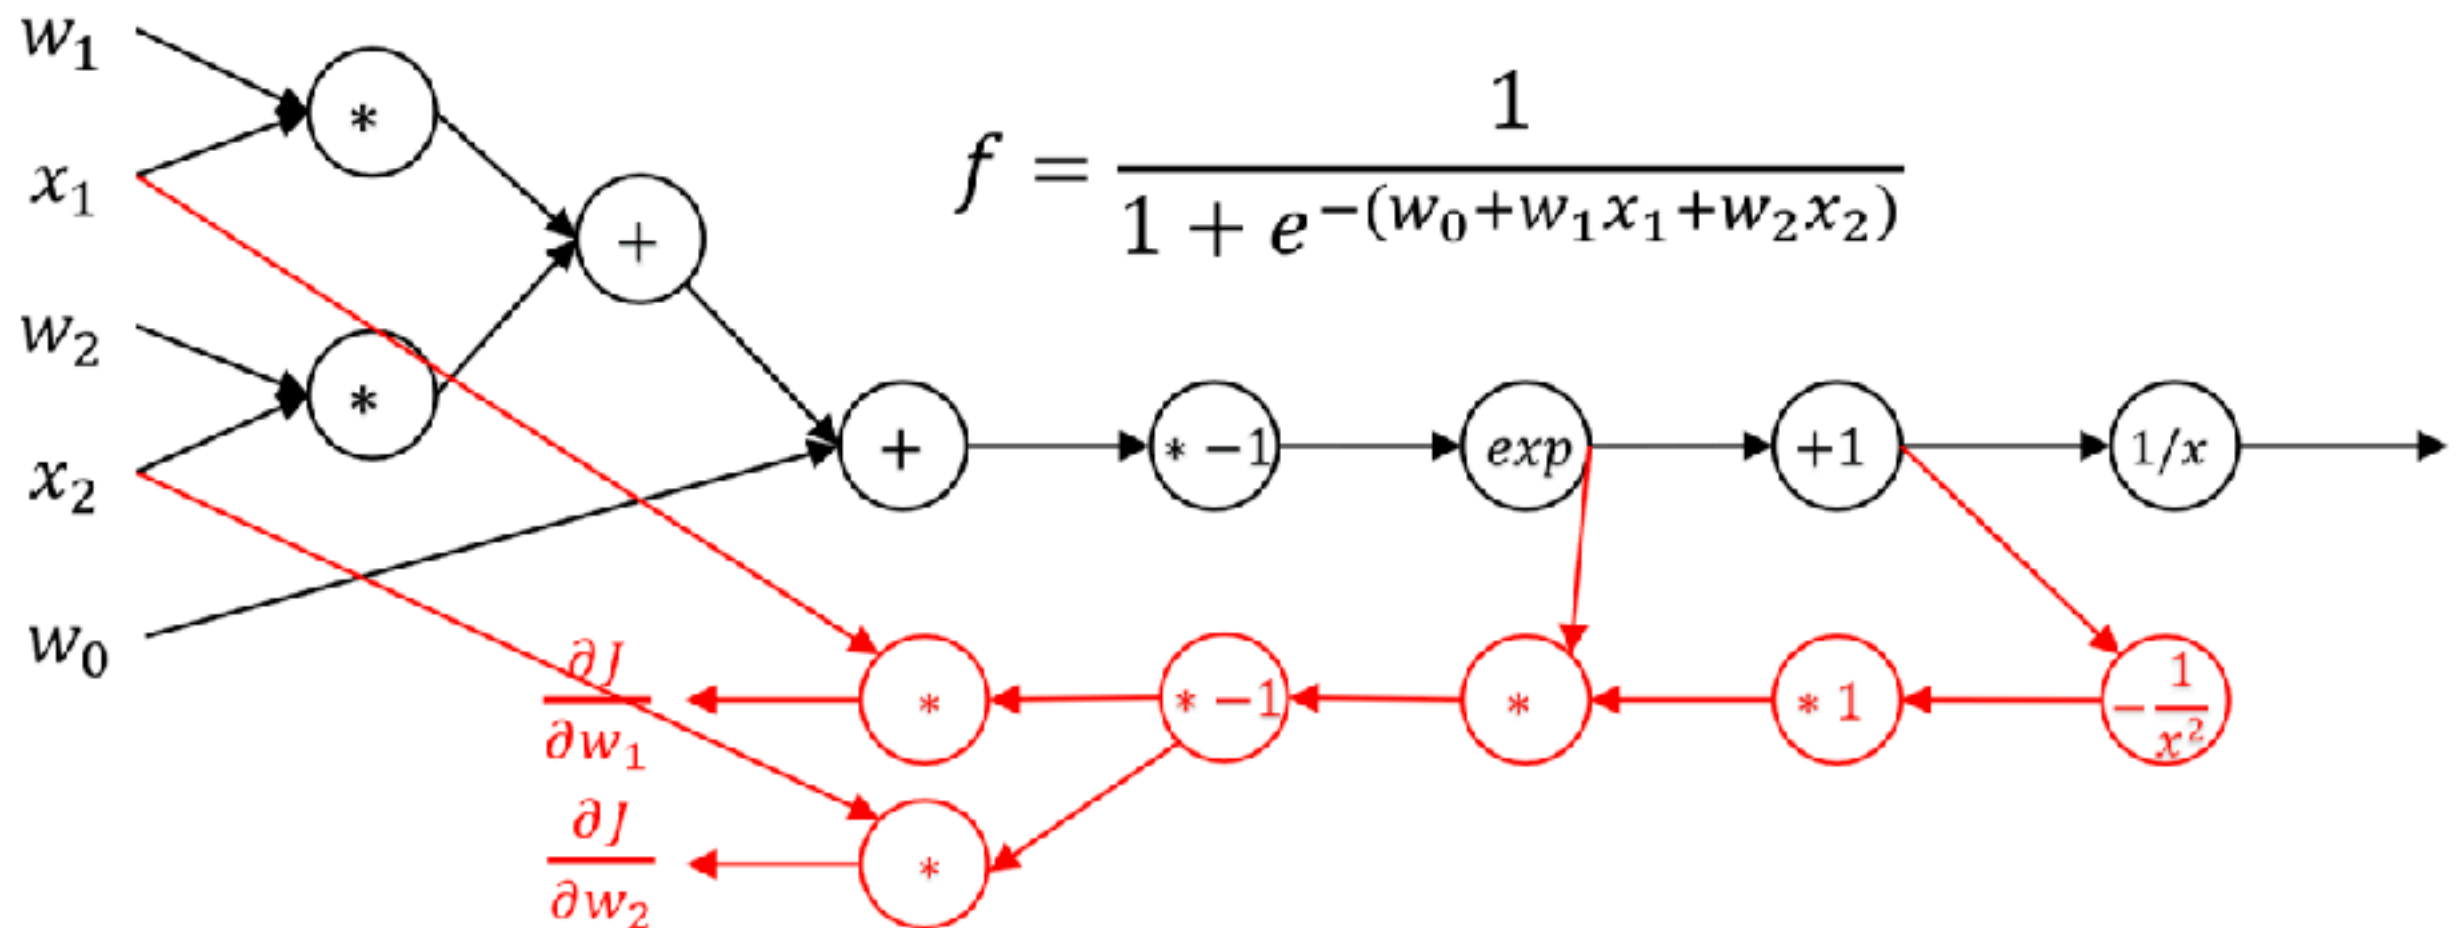 w₁
*
x₁
+
f = 1 / (1 + e^−(w₀+w₁x₁+w₂x₂))
w₂
*
x₂
+
* −1
exp
+1
1/x
w₀
∂J/∂w₁
*
* −1
*
* 1
−1/x²
∂J/∂w₂
*